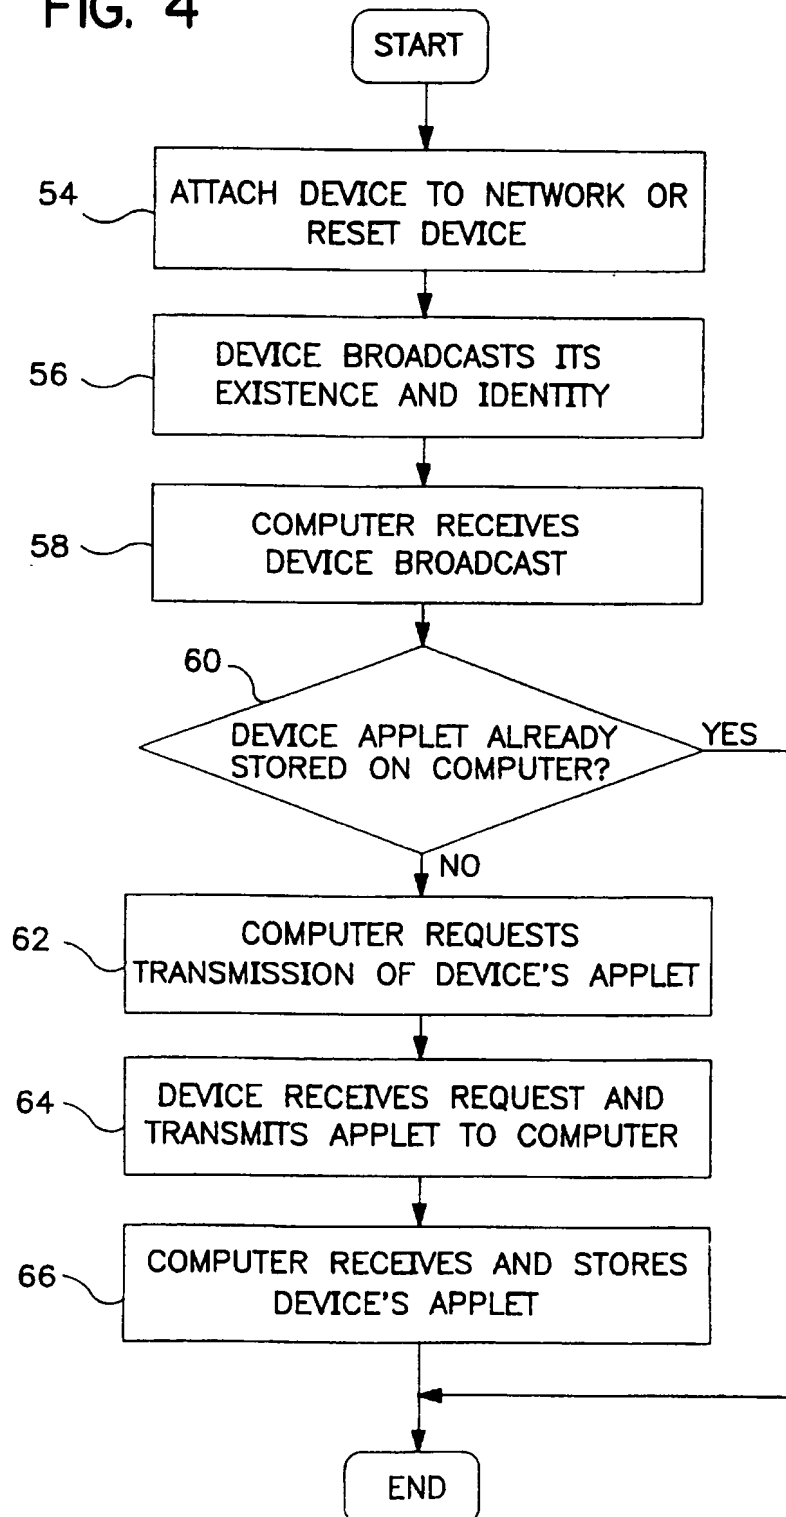 FIG. 4
START
54
ATTACH DEVICE TO NETWORK OR
RESET DEVICE
56
DEVICE BROADCASTS ITS
EXISTENCE AND IDENTITY
58
COMPUTER RECEIVES
DEVICE BROADCAST
60
DEVICE APPLET ALREADY
STORED ON COMPUTER?
YES
NO
62
COMPUTER REQUESTS
TRANSMISSION OF DEVICE'S APPLET
64
DEVICE RECEIVES REQUEST AND
TRANSMITS APPLET TO COMPUTER
66
COMPUTER RECEIVES AND STORES
DEVICE'S APPLET
END